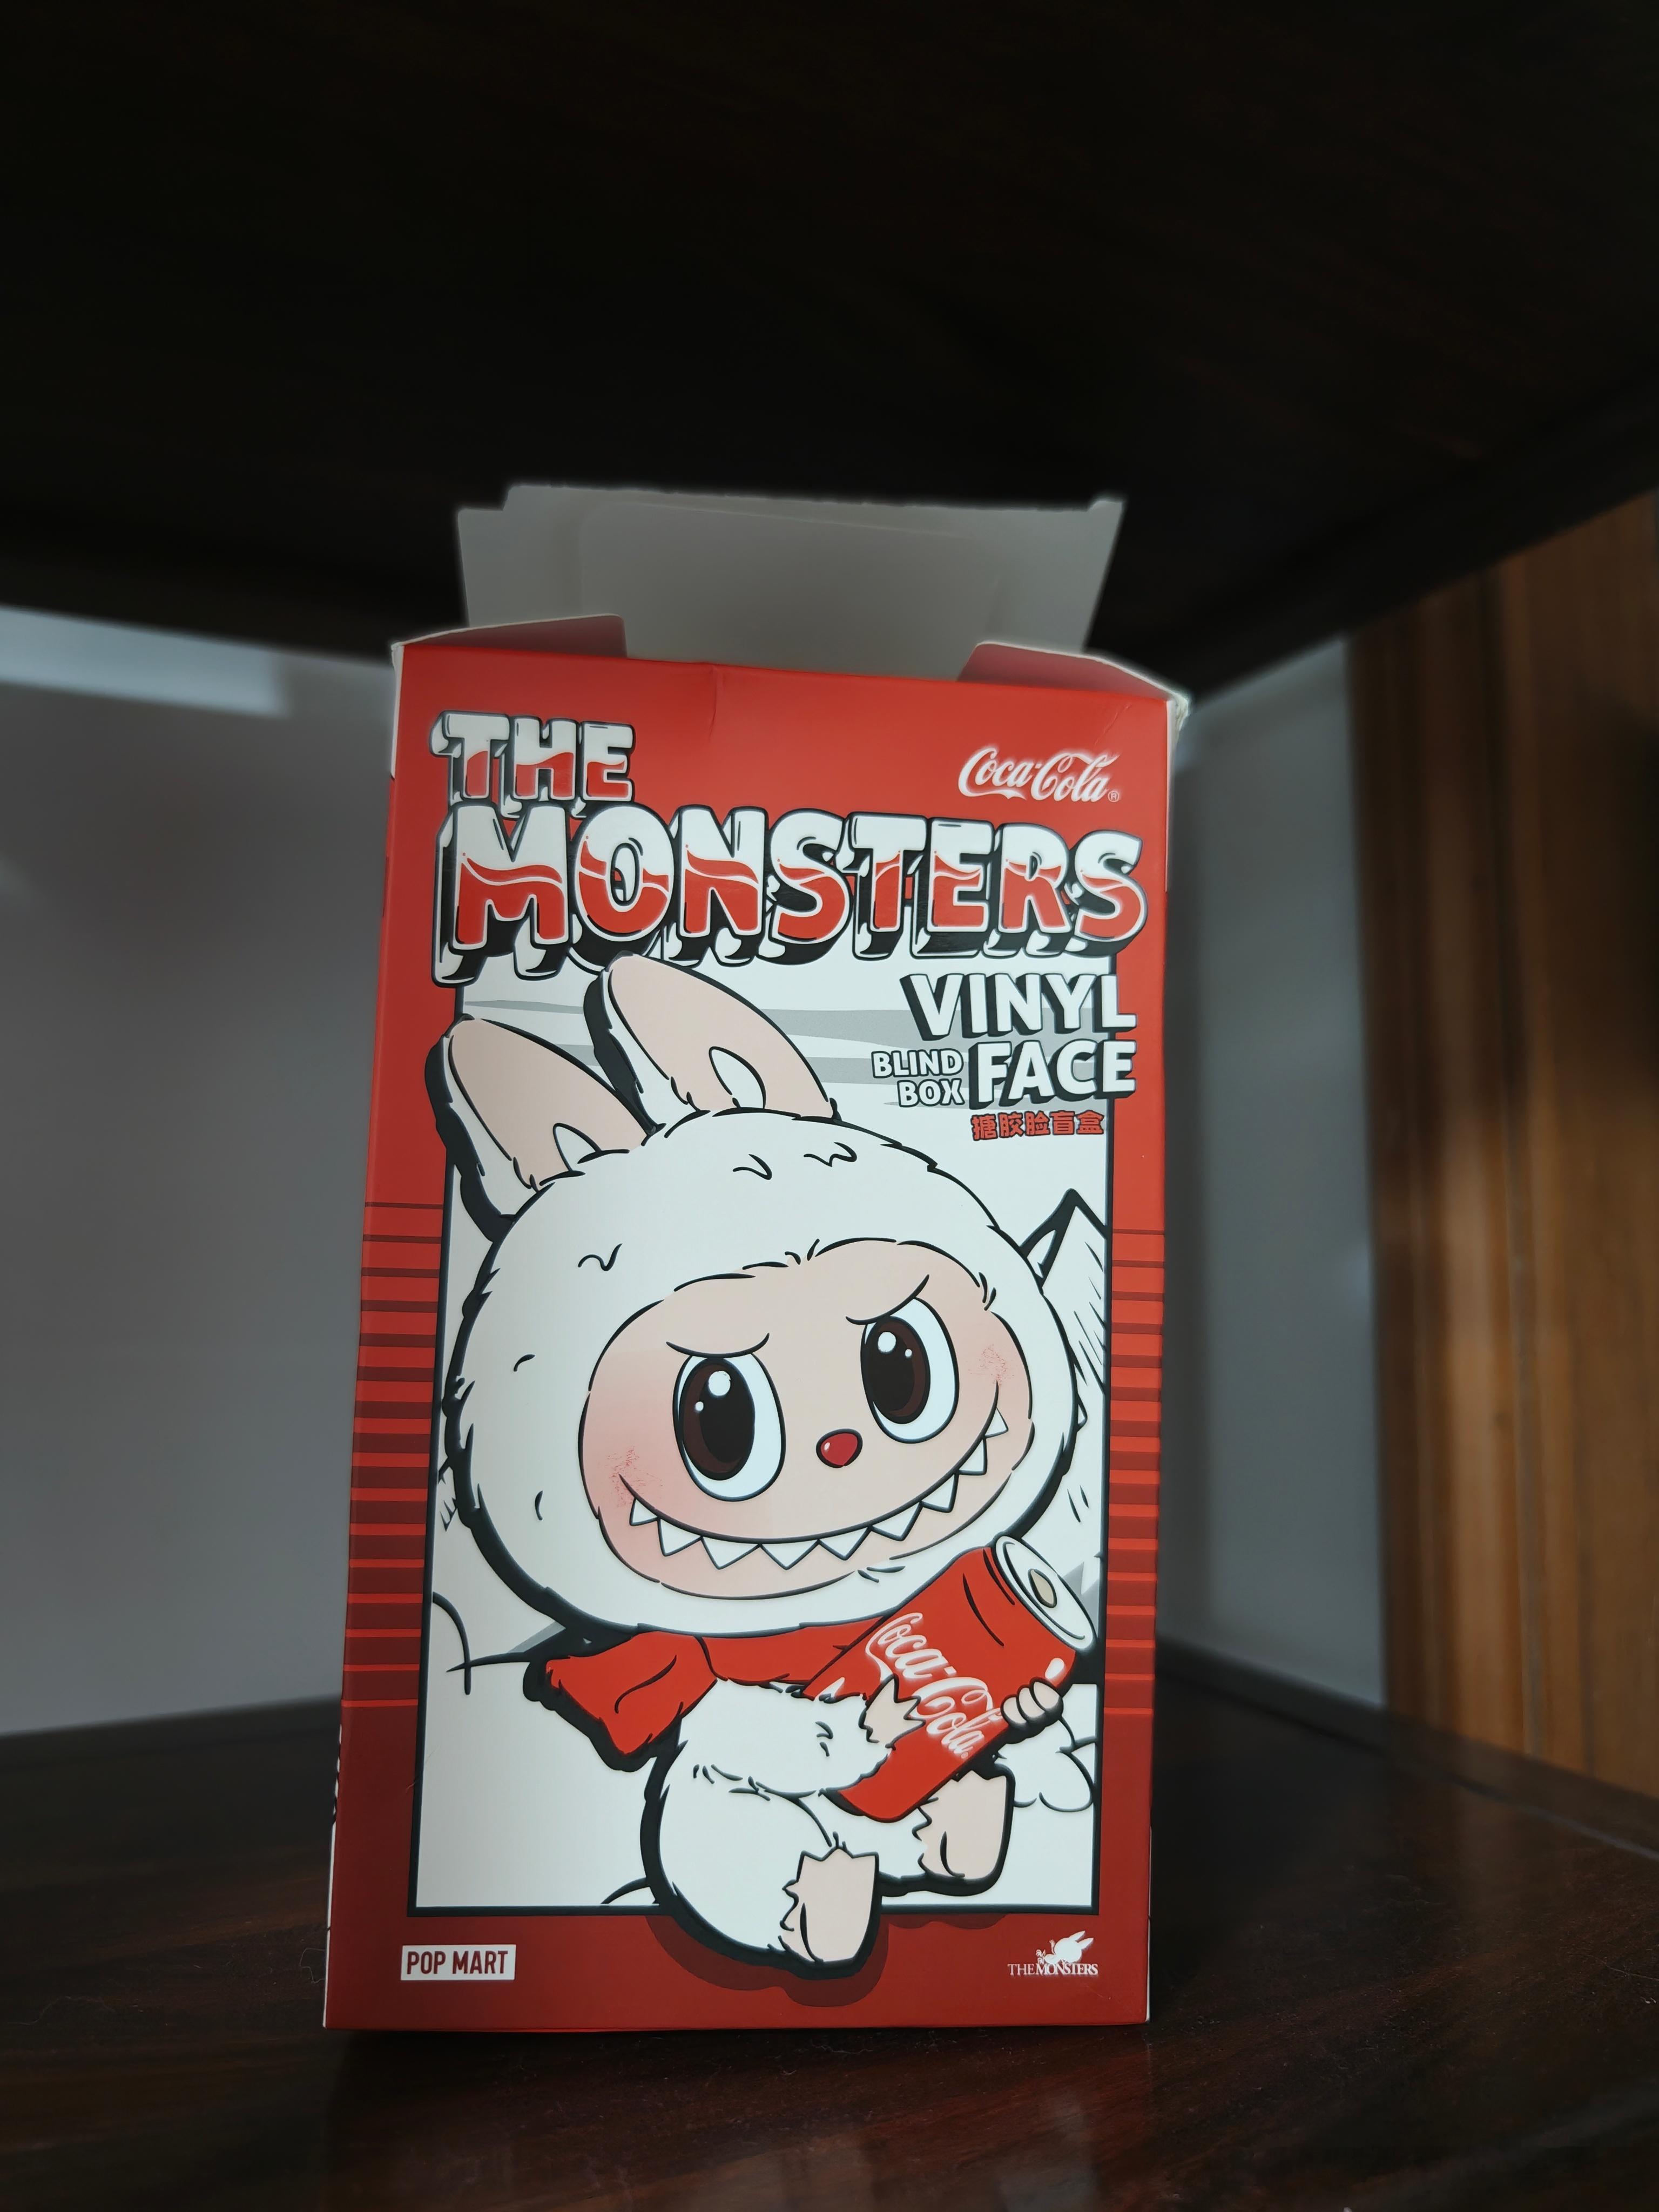 THE
Coca-Cola®
MONSTERS
VINYL
BLIND BOX FACE
搪胶脸盲盒
Coca-Cola
POP MART
THE MONSTERS